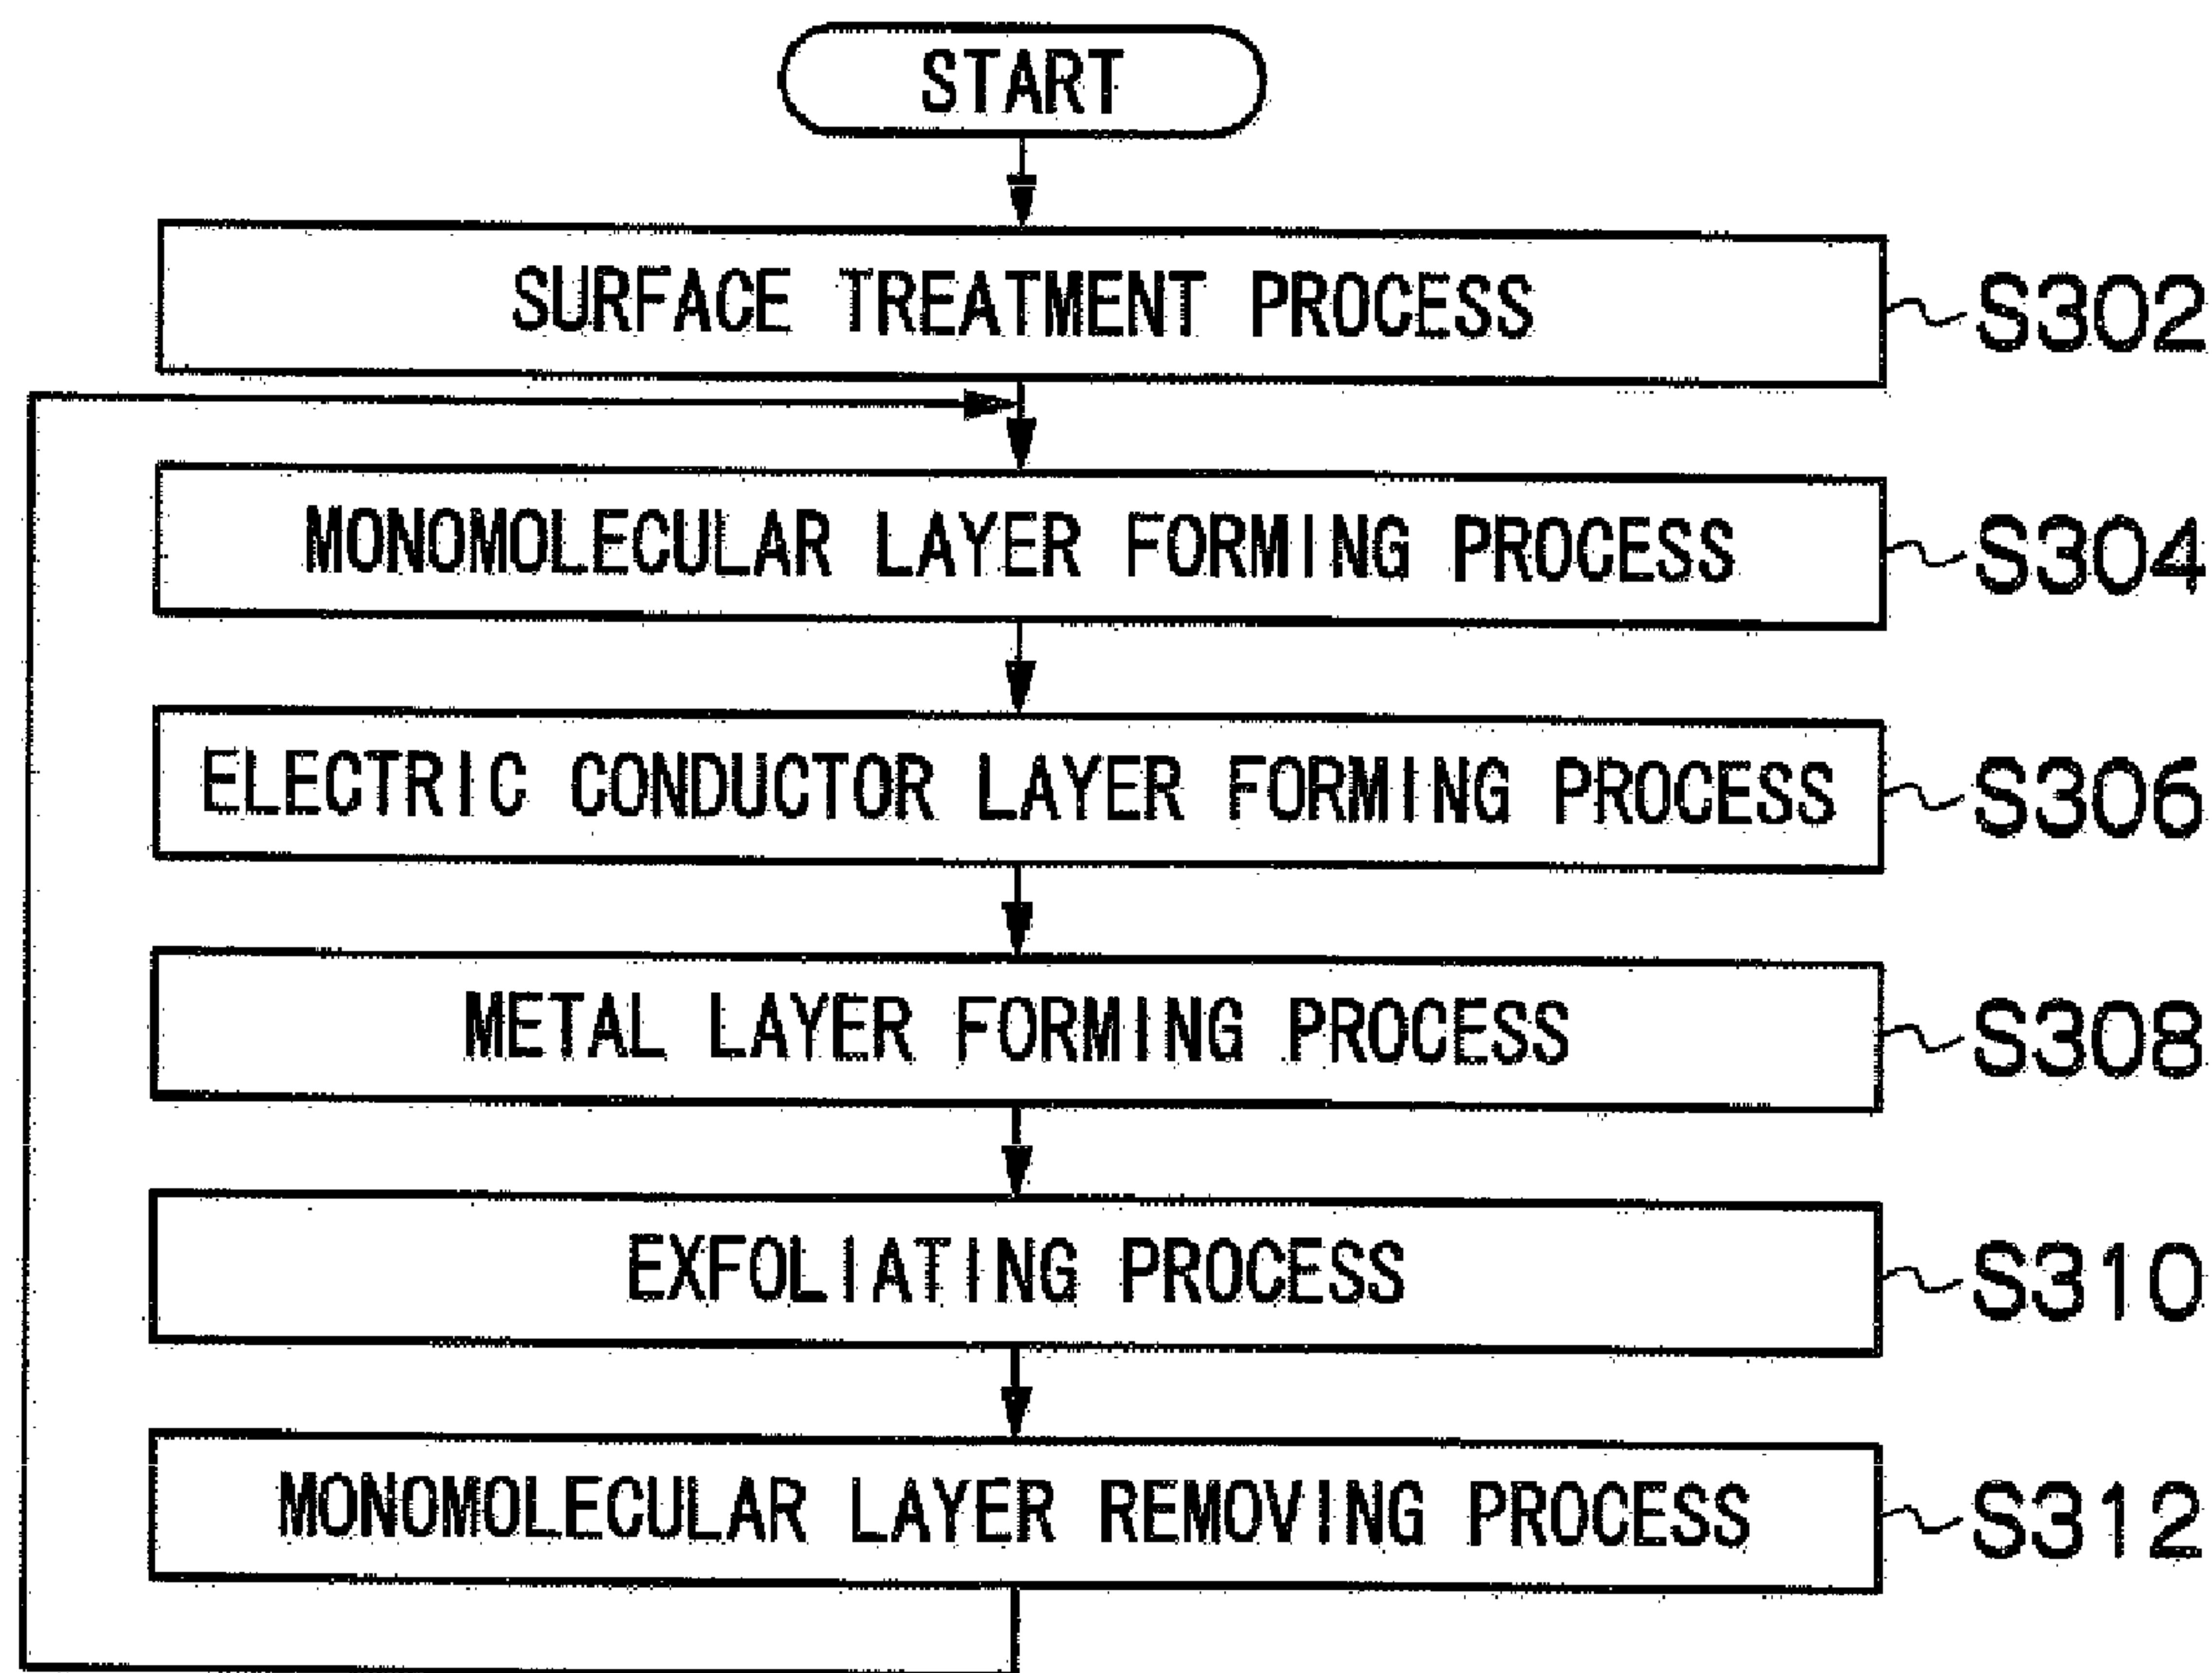 START
SURFACE TREATMENT PROCESS S302
MONOMOLECULAR LAYER FORMING PROCESS S304
ELECTRIC CONDUCTOR LAYER FORMING PROCESS S306
METAL LAYER FORMING PROCESS S308
EXFOLIATING PROCESS S310
MONOMOLECULAR LAYER REMOVING PROCESS S312